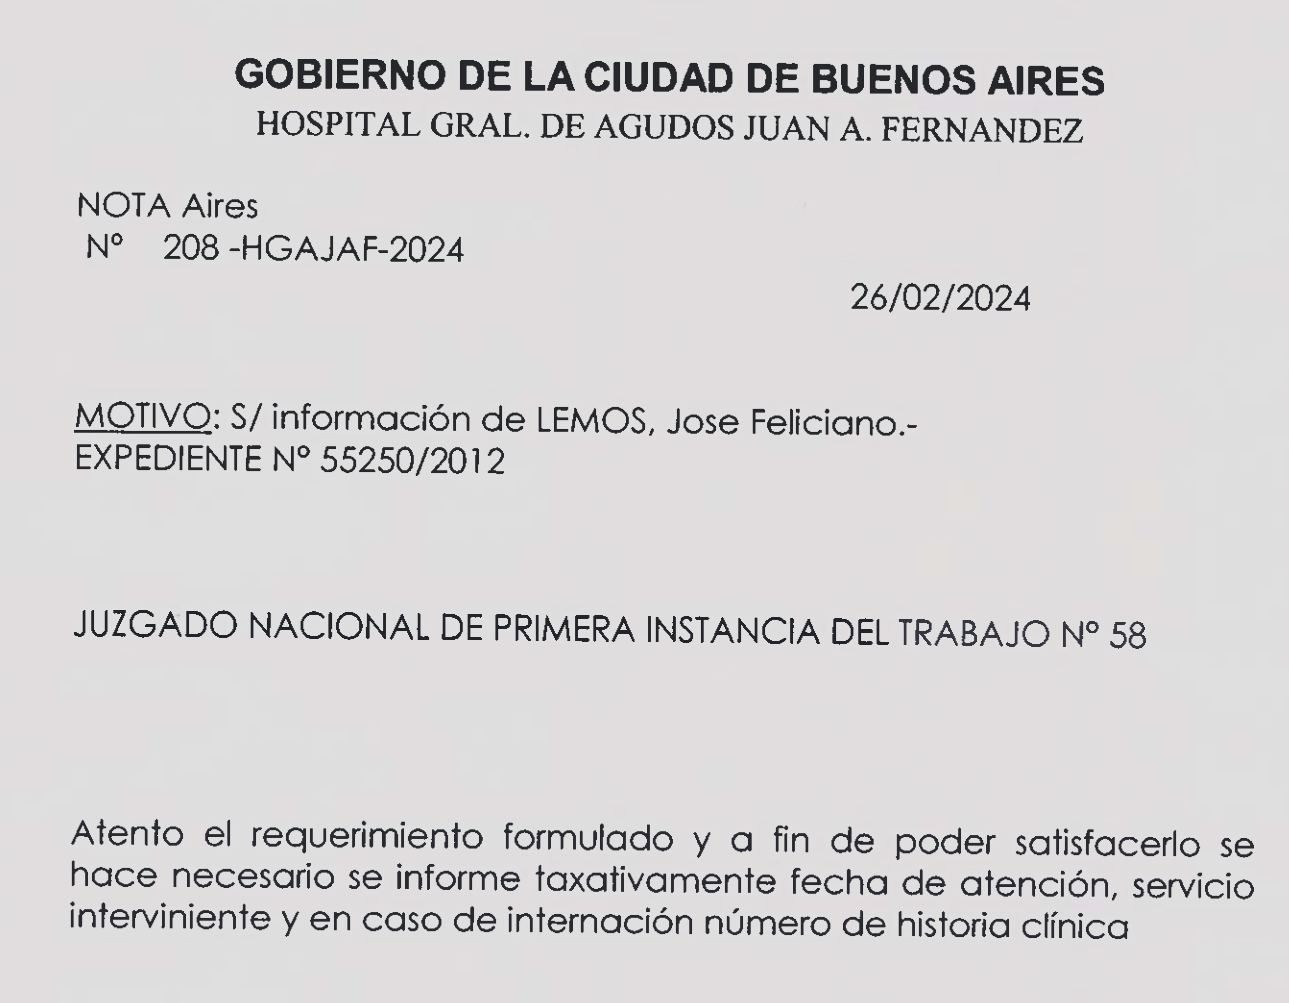 GOBIERNO DE LA CIUDAD DE BUENOS AIRES
HOSPITAL GRAL. DE AGUDOS JUAN A. FERNANDEZ
NOTA Aires
Nº 208 -HGAJAF-2024
26/02/2024
MOTIVO: S/ información de LEMOS, Jose Feliciano.-
EXPEDIENTE Nº 55250/2012
JUZGADO NACIONAL DE PRIMERA INSTANCIA DEL TRABAJO Nº 58
Atento el requerimiento formulado y a fin de poder satisfacerlo se
hace necesario se informe taxativamente fecha de atención, servicio
interviniente y en caso de internación número de historia clínica